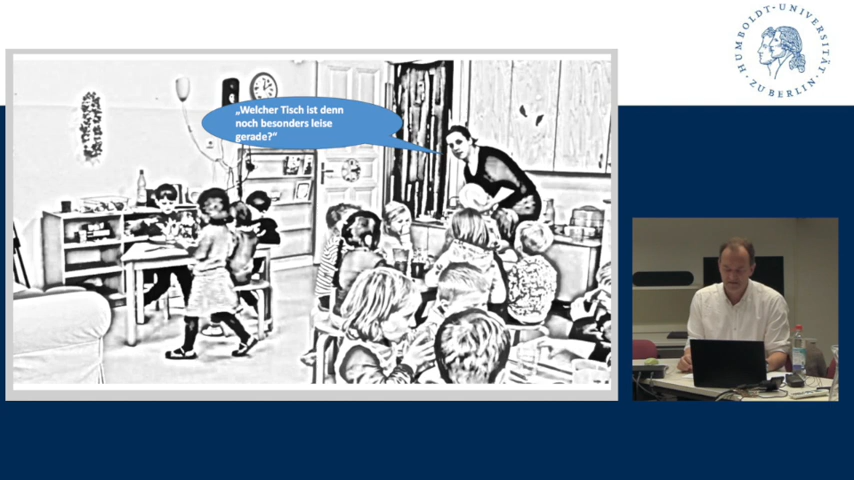 HUMBOLDT-UNIVERSITÄT
ZU BERLIN
„Welcher Tisch ist denn
noch besonders leise
gerade?“